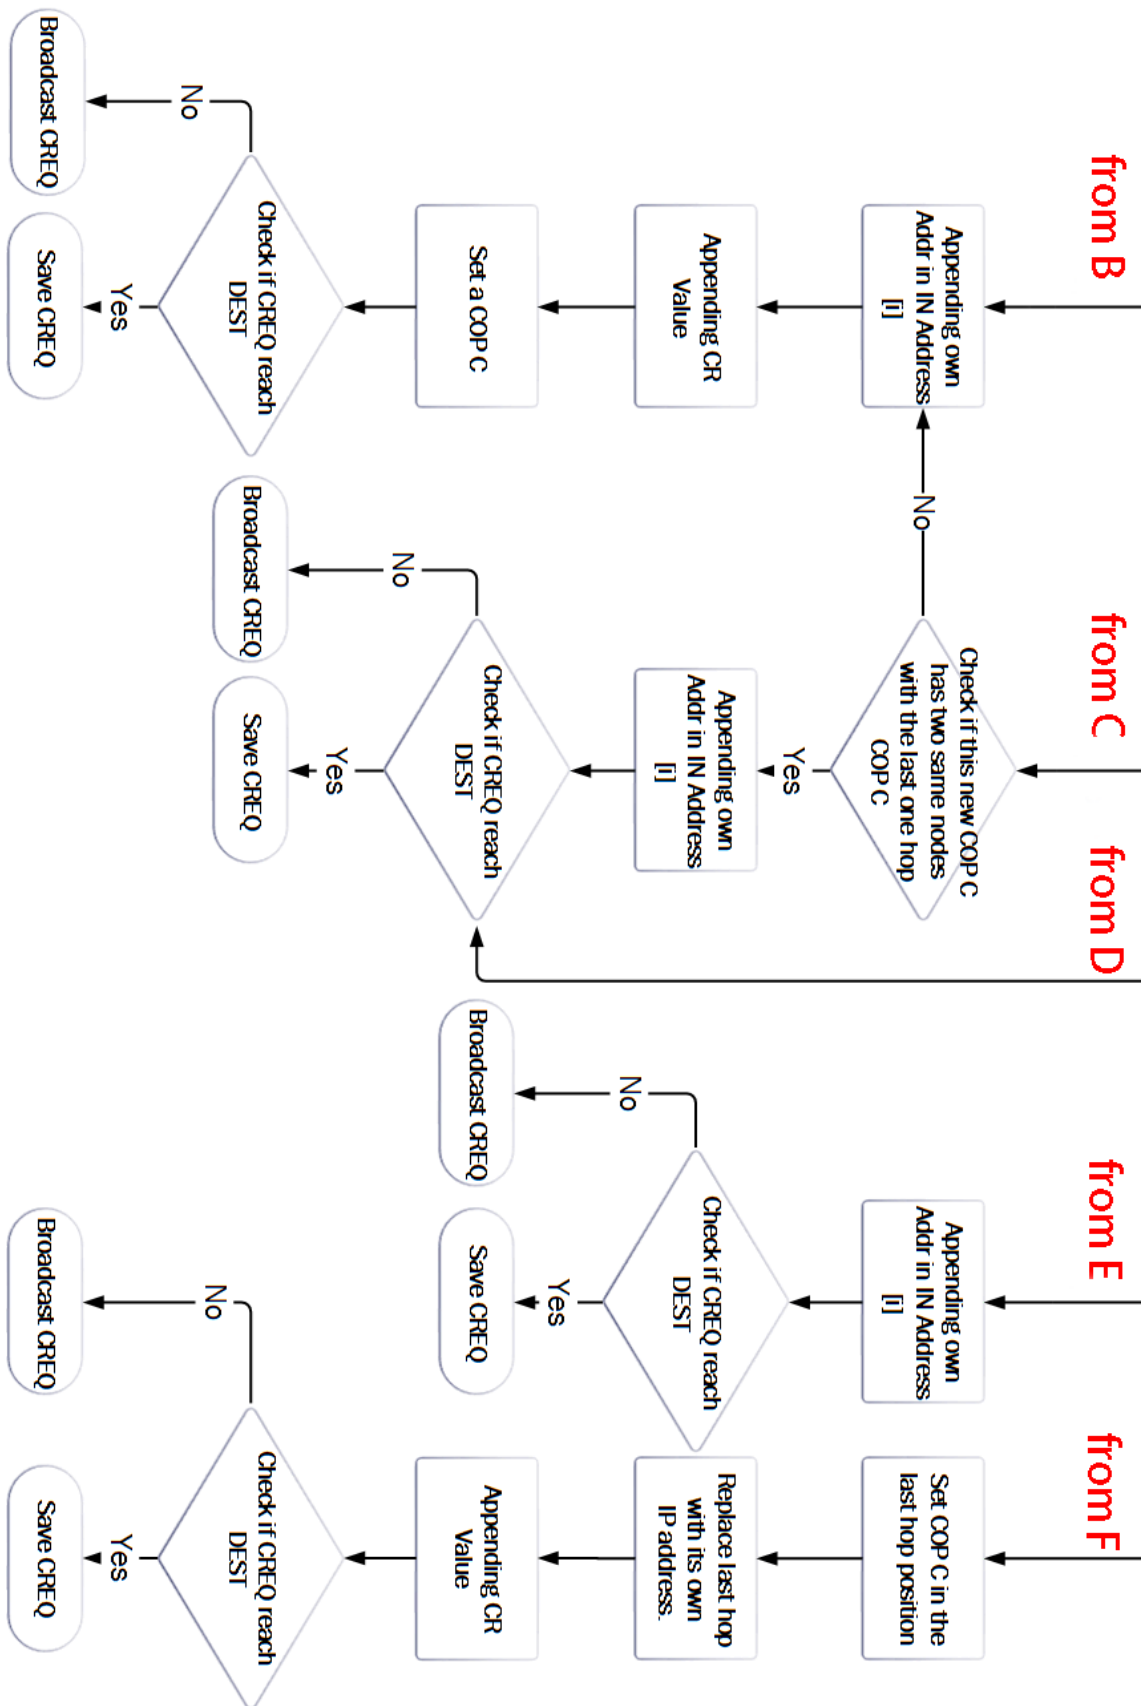 from B
from C
from D
from E
from F
Appending own
Addr in IN Address
[i]
Appending CR
Value
Set a COP C
Check if CREQ reach
DEST
No
Broadcast CREQ
Yes
Save CREQ
Check if this new COP C
has two same nodes
with the last one hop
COP C
No
Yes
Appending own
Addr in IN Address
[i]
Check if CREQ reach
DEST
No
Broadcast CREQ
Yes
Save CREQ
Appending own
Addr in IN Address
[i]
Check if CREQ reach
DEST
No
Broadcast CREQ
Yes
Save CREQ
Set COP C in the
last hop position
Replace last hop
with its own
IP address.
Appending CR
Value
Check if CREQ reach
DEST
No
Broadcast CREQ
Yes
Save CREQ